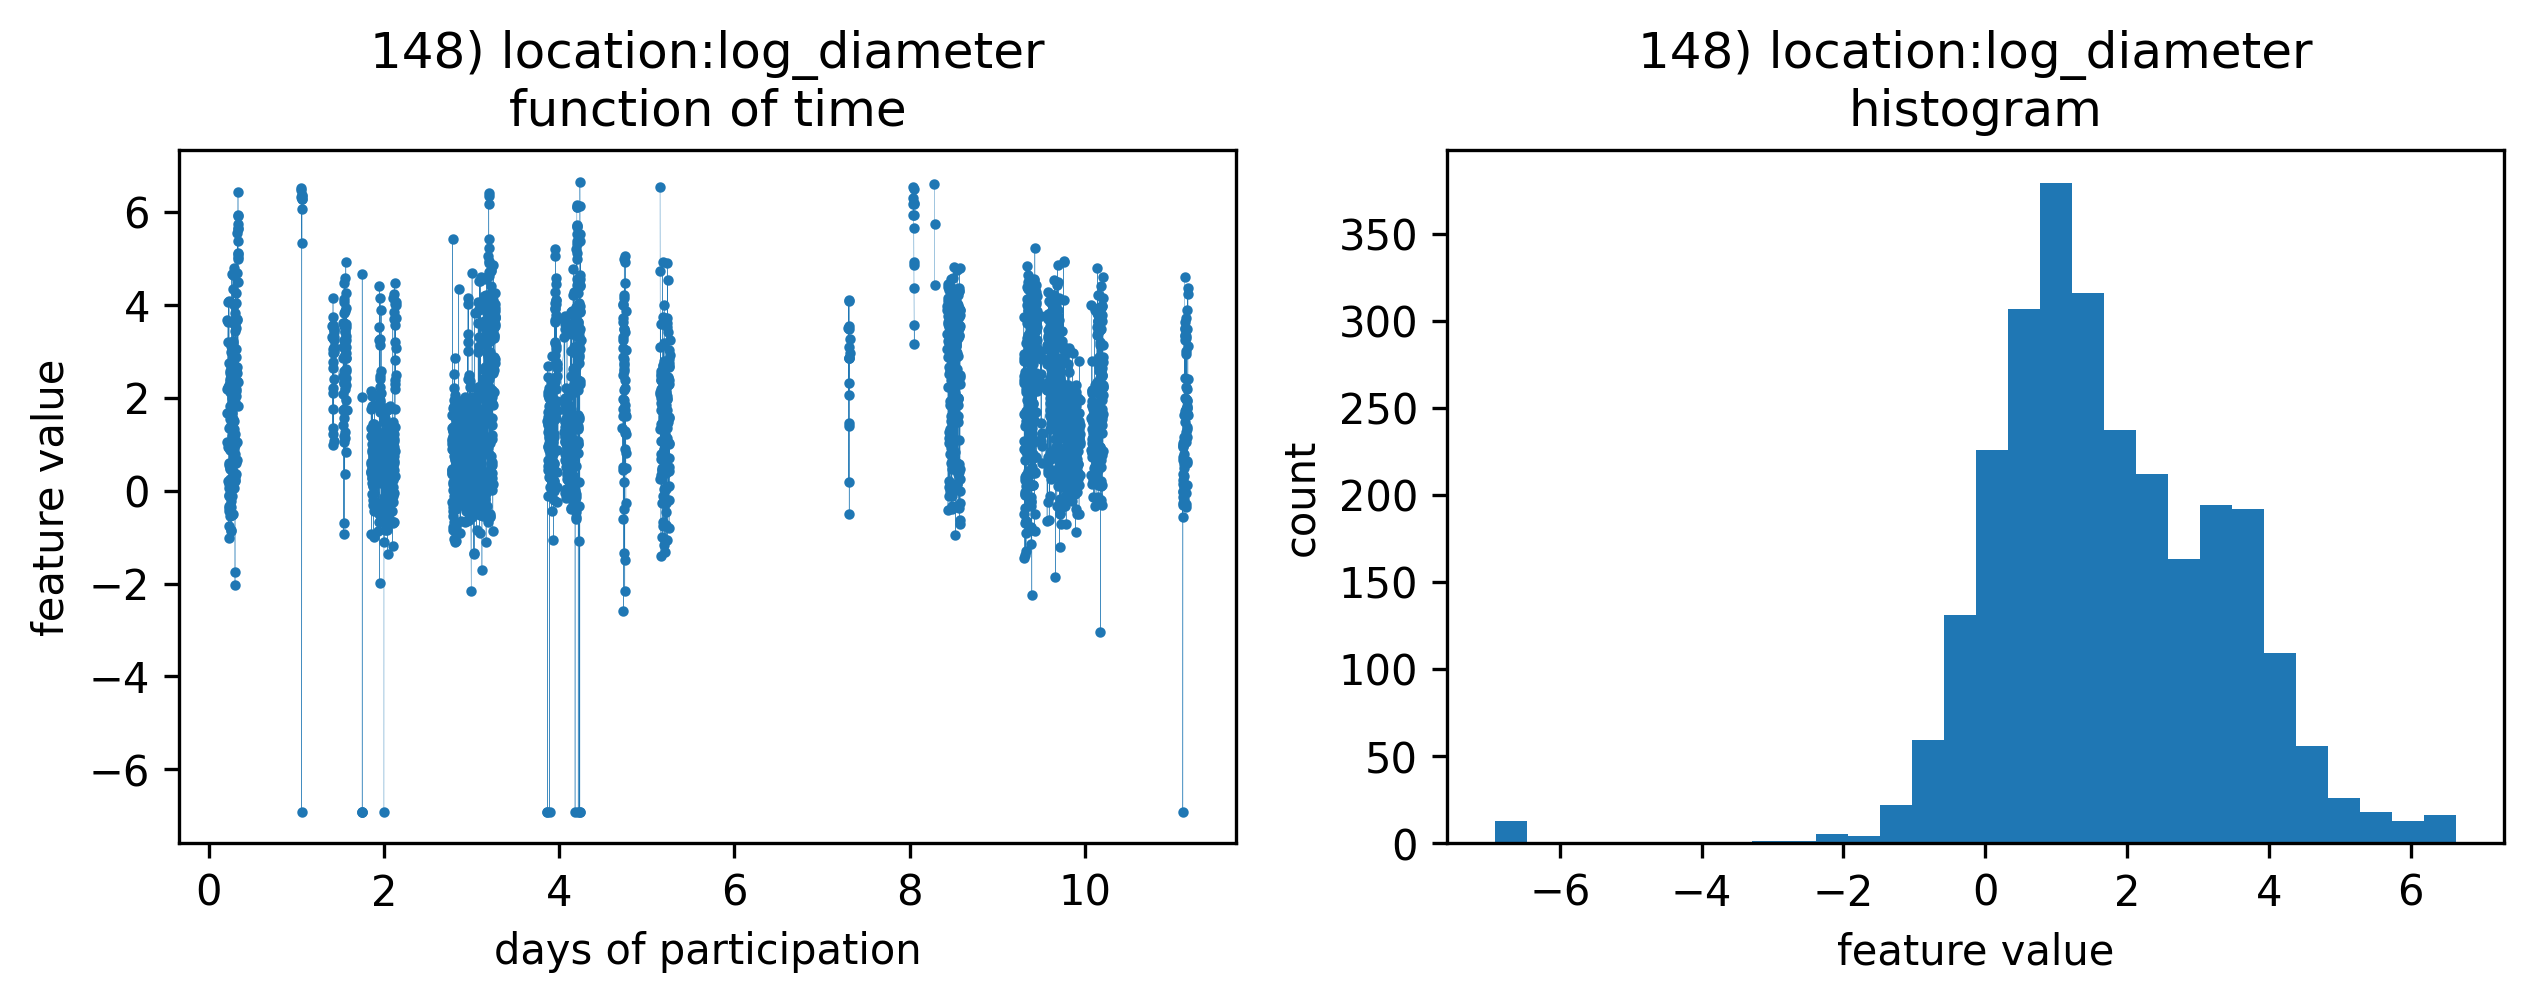 148) location:log_diameter
function of time
feature value
6
4
2
0
−2
−4
−6
0 2 4 6 8 10
days of participation
148) location:log_diameter
histogram
count
350
300
250
200
150
100
50
0
−6 −4 −2 0 2 4 6
feature value